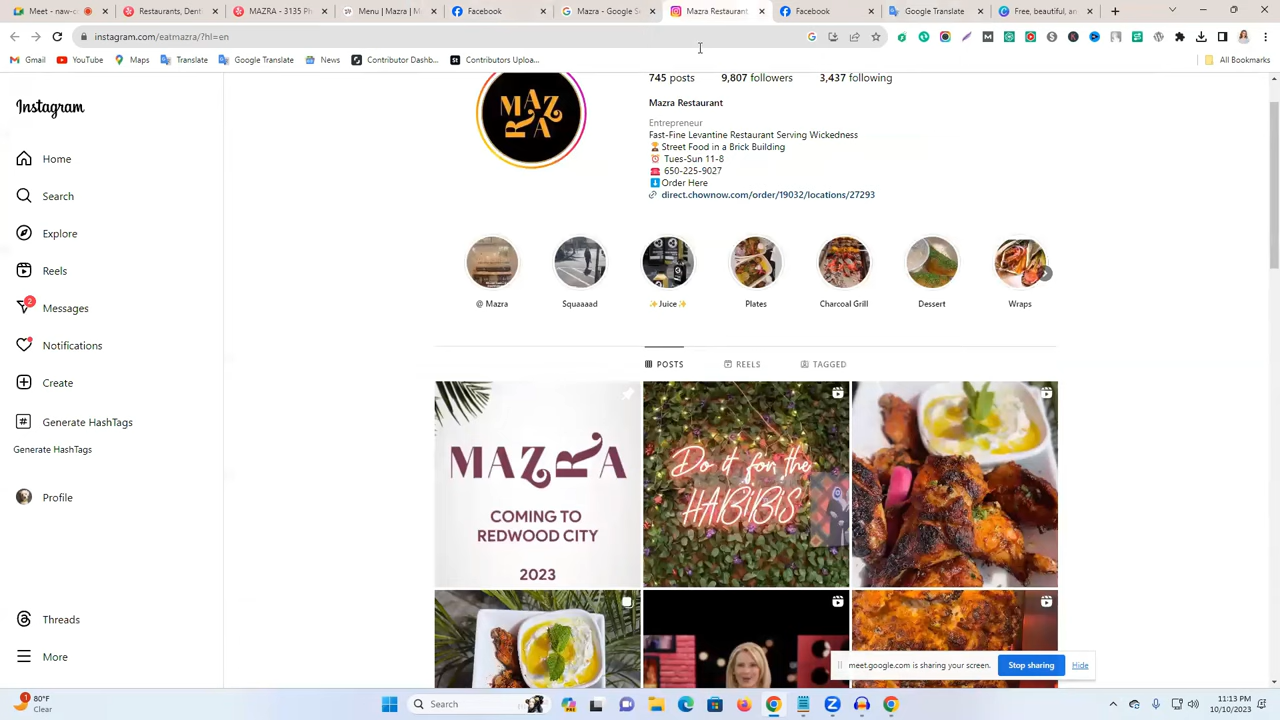 Meet - naw-c
Restaurants, Dent
MAZRA - 3135 P
Menu | Mazra | M
Facebook
Mazra - Google S
Mazra Restaurant
Facebook
Google Translate
Free, beautiful, an
instagram.com/eatmazra/?hl=en
Gmail
YouTube
Maps
Translate
Google Translate
News
Contributor Dashb...
Contributors Uploa...
All Bookmarks
Instagram
Home
Search
Explore
Reels
2
Messages
Notifications
Create
Generate HashTags
Generate HashTags
Profile
Threads
More
745 posts 9,807 followers 3,437 following
MAZ
RA
Mazra Restaurant
Entrepreneur
Fast-Fine Levantine Restaurant Serving Wickedness
🏆Street Food in a Brick Building
⏰ Tues-Sun 11-8
☎️ 650-225-9027
⬇️Order Here
direct.chownow.com/order/19032/locations/27293
@ Mazra
Squaaaad
✨Juice✨
Plates
Charcoal Grill
Dessert
Wraps
POSTS
REELS
TAGGED
MAZRA
COMING TO
REDWOOD CITY
2023
Do it for the
HABIBIS
meet.google.com is sharing your screen.
Stop sharing
Hide
1
80°F
Clear
Search
11:13 PM
10/10/2023